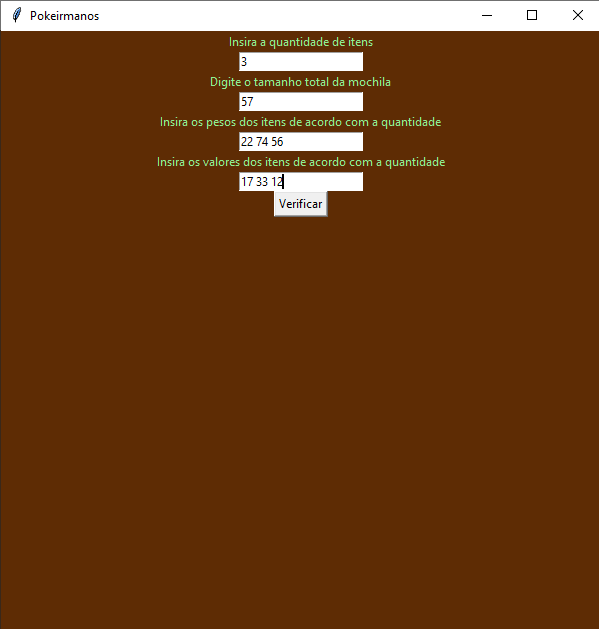 Pokeirmanos
Insira a quantidade de itens
3
Digite o tamanho total da mochila
57
Insira os pesos dos itens de acordo com a quantidade
22 74 56
Insira os valores dos itens de acordo com a quantidade
17 33 12
Verificar